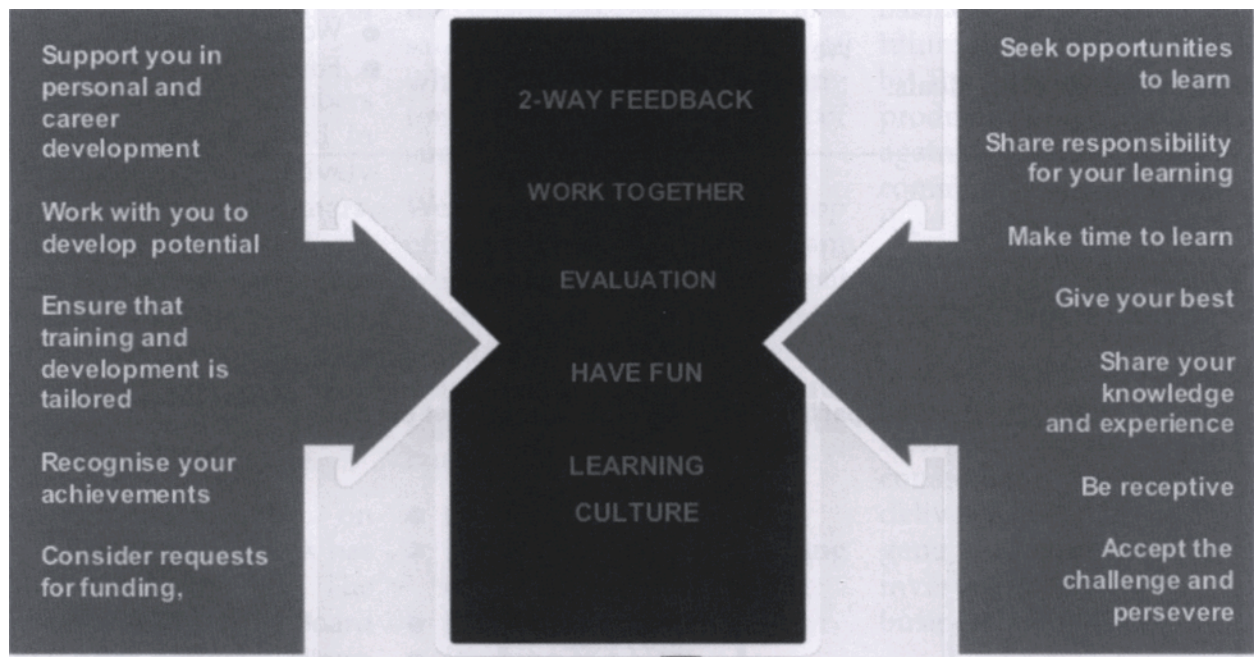 Support you in
personal and
career
development
Work with you to
develop potential
Ensure that
training and
development is
tailored
Recognise your
achievements
Consider requests
for funding,
2-WAY FEEDBACK
WORK TOGETHER
EVALUATION
HAVE FUN
LEARNING
CULTURE
Seek opportunities
to learn
Share responsibility
for your learning
Make time to learn
Give your best
Share your
knowledge
and experience
Be receptive
Accept the
challenge and
persevere